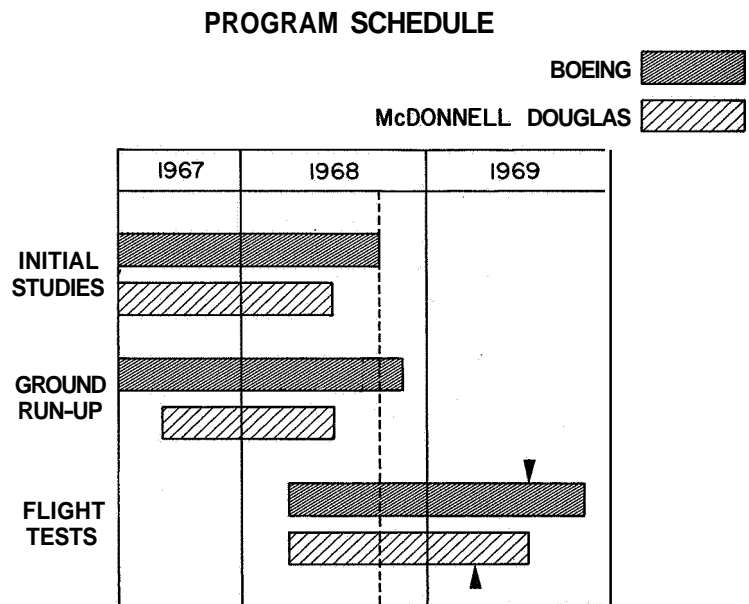 PROGRAM SCHEDULE
BOEING
McDONNELL DOUGLAS
1967 1968 1969
INITIAL
STUDIES
GROUND
RUN-UP
FLIGHT
TESTS